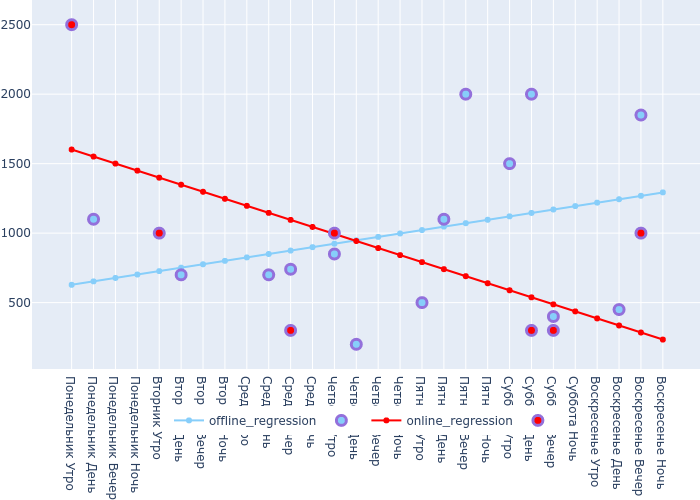 2500
2000
1500
1000
500
Понедельник Утро
Понедельник День
Понедельник Вечер
Понедельник Ночь
Вторник Утро
Втор День
Втор Вечер
Втор Ночь
Сред
Сред нь
Сред чер
Сред чь
Четв тро
Четв День
Четв ечер
Четв Ночь
Пятн Утро
Пятн День
Пятн Вечер
Пятн Ночь
Субб Утро
Субб День
Субб Вечер
Суббота Ночь
Воскресенье Утро
Воскресенье День
Воскресенье Вечер
Воскресенье Ночь
offline_regression
online_regression